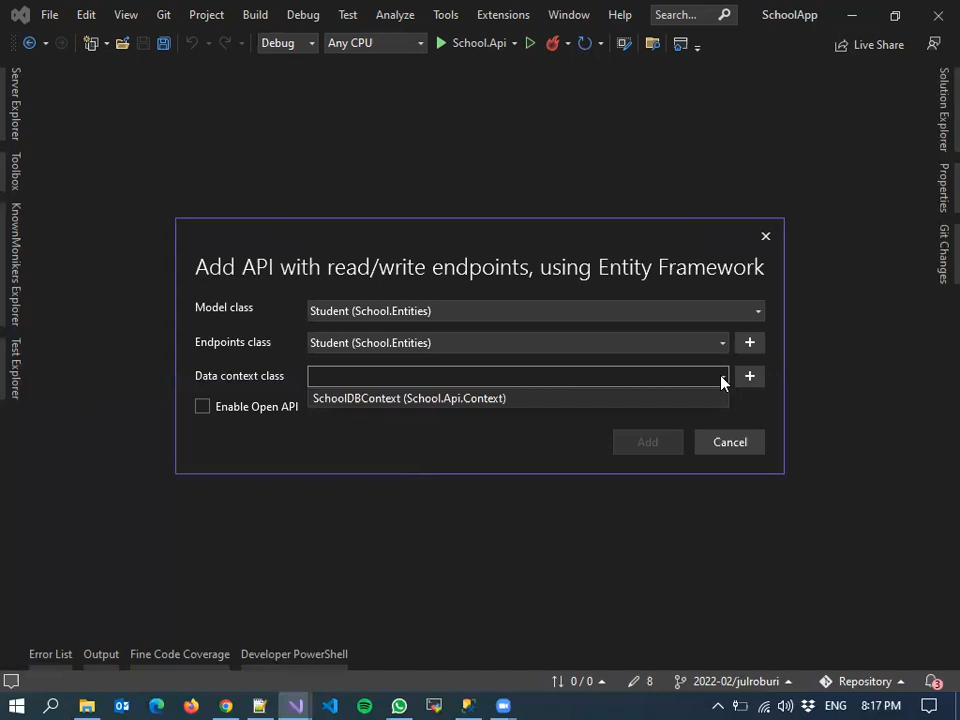 File Edit View Git Project Build Debug Test Analyze Tools Extensions Window Help Search... SchoolApp
Debug Any CPU School.Api Live Share
Server Explorer
Toolbox
KnownMonikers Explorer
Test Explorer
Add API with read/write endpoints, using Entity Framework
Model class Student (School.Entities)
Endpoints class Student (School.Entities)
Data context class
SchoolDBContext (School.Api.Context)
Enable Open API
Add Cancel
Solution Explorer
Properties
Git Changes
Error List Output Fine Code Coverage Developer PowerShell
0 / 0 8 2022-02/julroburi Repository 3
ENG 8:17 PM